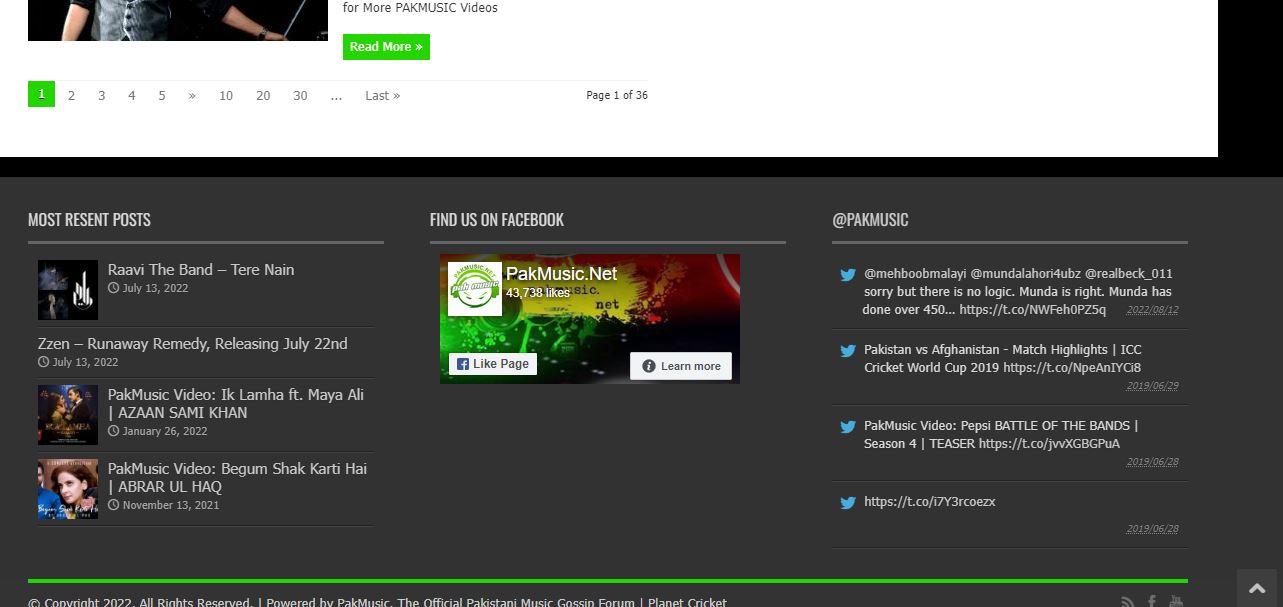 for More PAKMUSIC Videos
Read More »
1 2 3 4 5 » 10 20 30 ... Last » Page 1 of 36
MOST RESENT POSTS
Raavi The Band – Tere Nain
July 13, 2022
Zzen – Runaway Remedy, Releasing July 22nd
July 13, 2022
PakMusic Video: Ik Lamha ft. Maya Ali
| AZAAN SAMI KHAN
January 26, 2022
PakMusic Video: Begum Shak Karti Hai
| ABRAR UL HAQ
November 13, 2021
FIND US ON FACEBOOK
PAKMUSIC.NET
pak music
PakMusic.Net
43,738 likes
music.
net
Like Page
Learn more
@PAKMUSIC
@mehboobmalayi @mundalahori4ubz @realbeck_011
sorry but there is no logic. Munda is right. Munda has
done over 450... https://t.co/NWFeh0PZ5q 2022/08/12
Pakistan vs Afghanistan - Match Highlights | ICC
Cricket World Cup 2019 https://t.co/NpeAnIYCi8
2019/06/29
PakMusic Video: Pepsi BATTLE OF THE BANDS |
Season 4 | TEASER https://t.co/jvvXGBGPuA
2019/06/28
https://t.co/i7Y3rcoezx
2019/06/28
© Copyright 2022, All Rights Reserved. | Powered by PakMusic, The Official Pakistani Music Gossip Forum | Planet Cricket